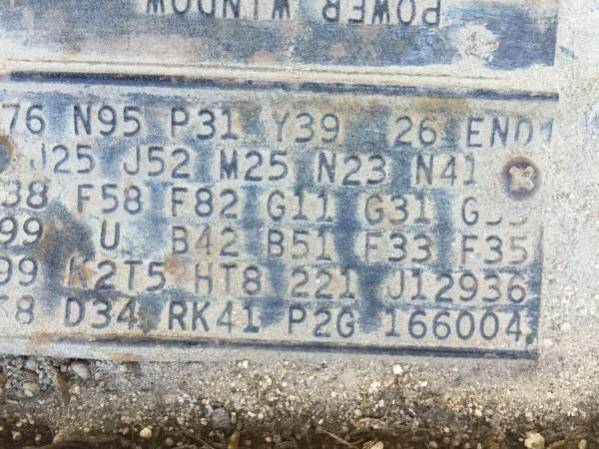 POWER WINDOW
76 N95 P31 Y39 26 END
J25 J52 M25 N23 N41
38 F58 F82 G11 G31
99 U B42 B51 F33 F35
99 K2T5 HT8 221 J12936
T8 D34 RK41 P2G 166004